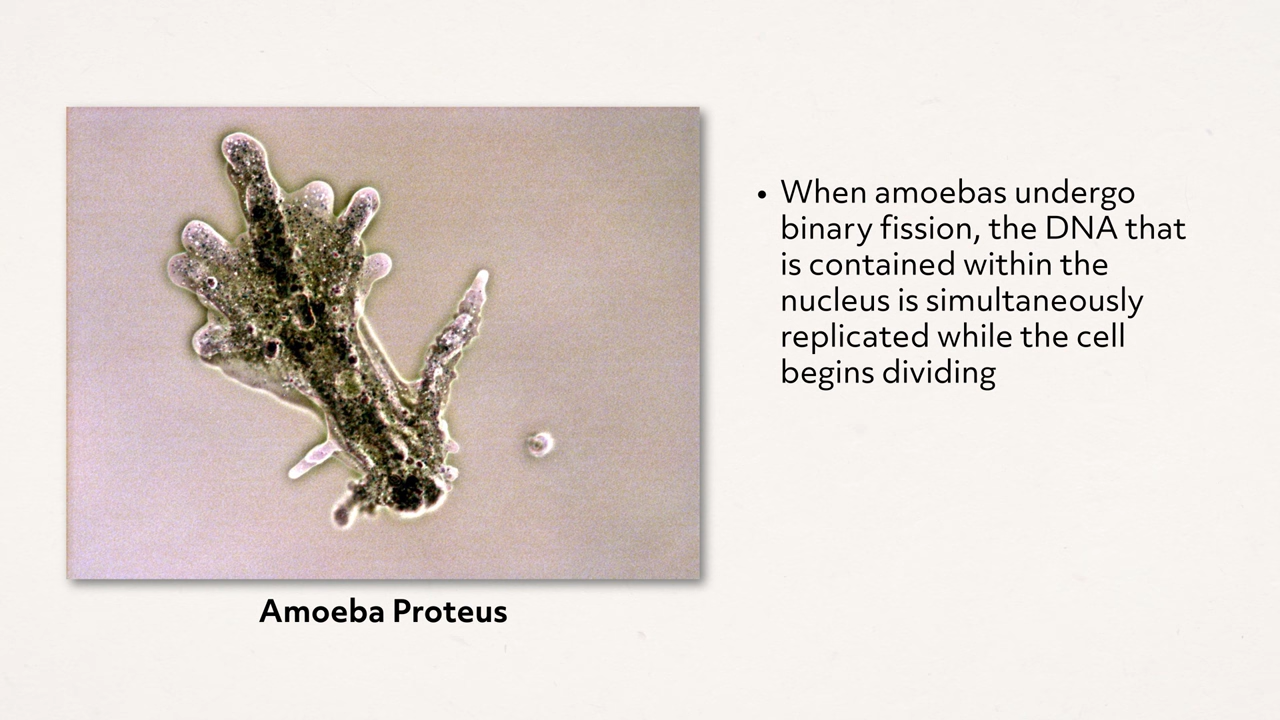 • When amoebas undergo
binary fission, the DNA that
is contained within the
nucleus is simultaneously
replicated while the cell
begins dividing
Amoeba Proteus